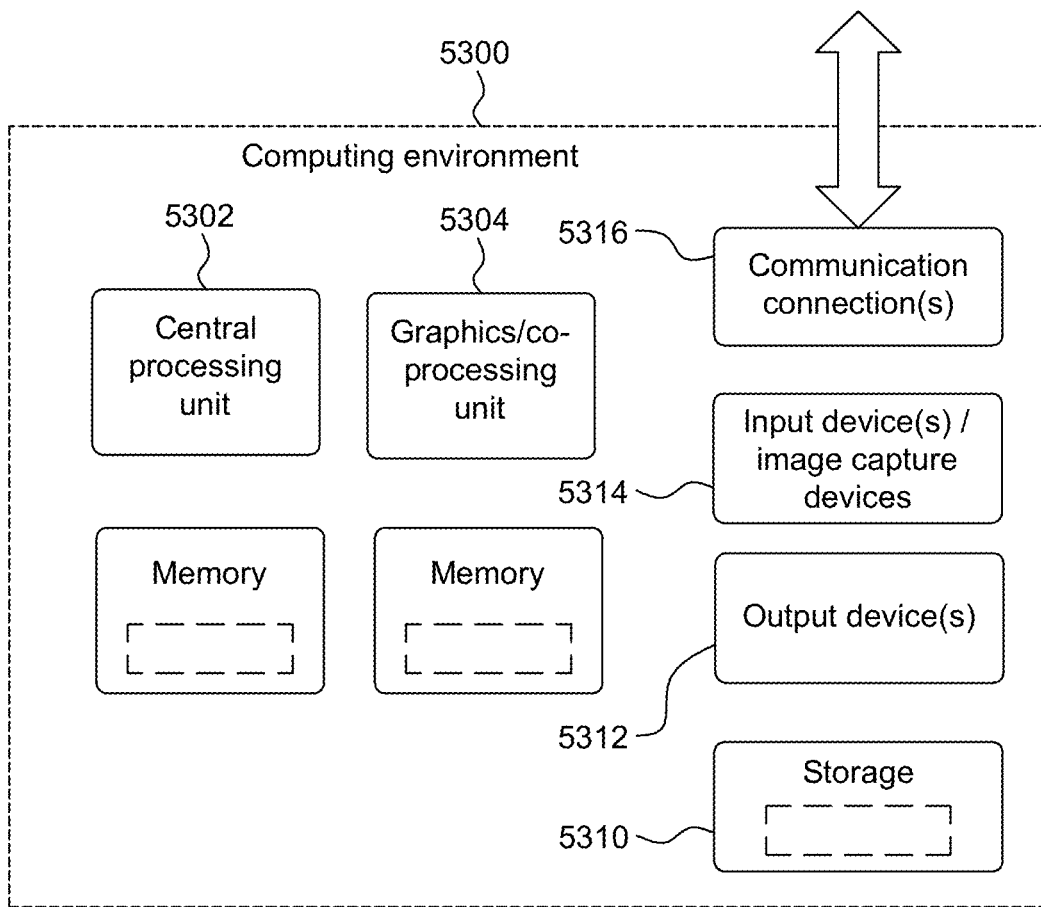 5300
Computing environment
5302
5304
5316
Communication
connection(s)
Central
processing
unit
Graphics/co-
processing
unit
Input device(s) /
image capture
devices
5314
Memory
Memory
Output device(s)
5312
Storage
5310